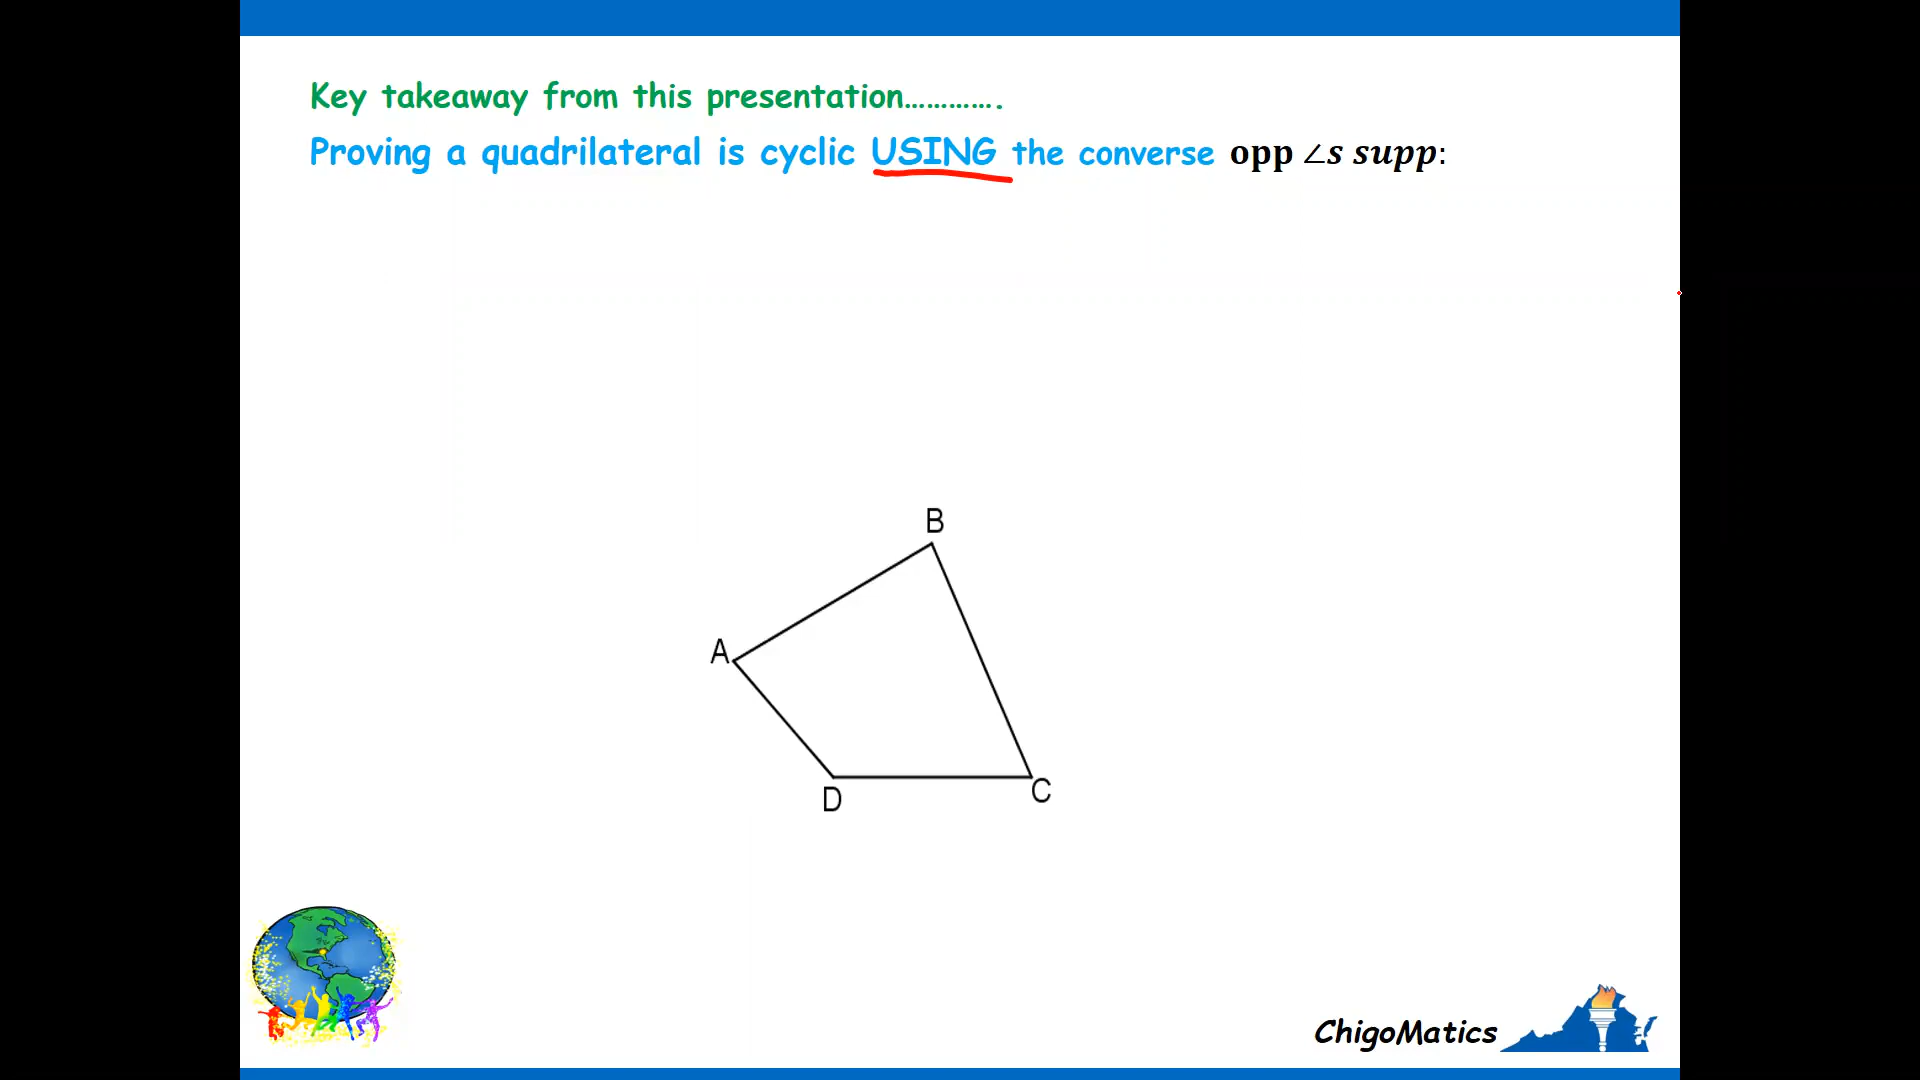 Key takeaway from this presentation………….
Proving a quadrilateral is cyclic USING the converse opp ∠s supp:
B
A
D
C
ChigoMatics